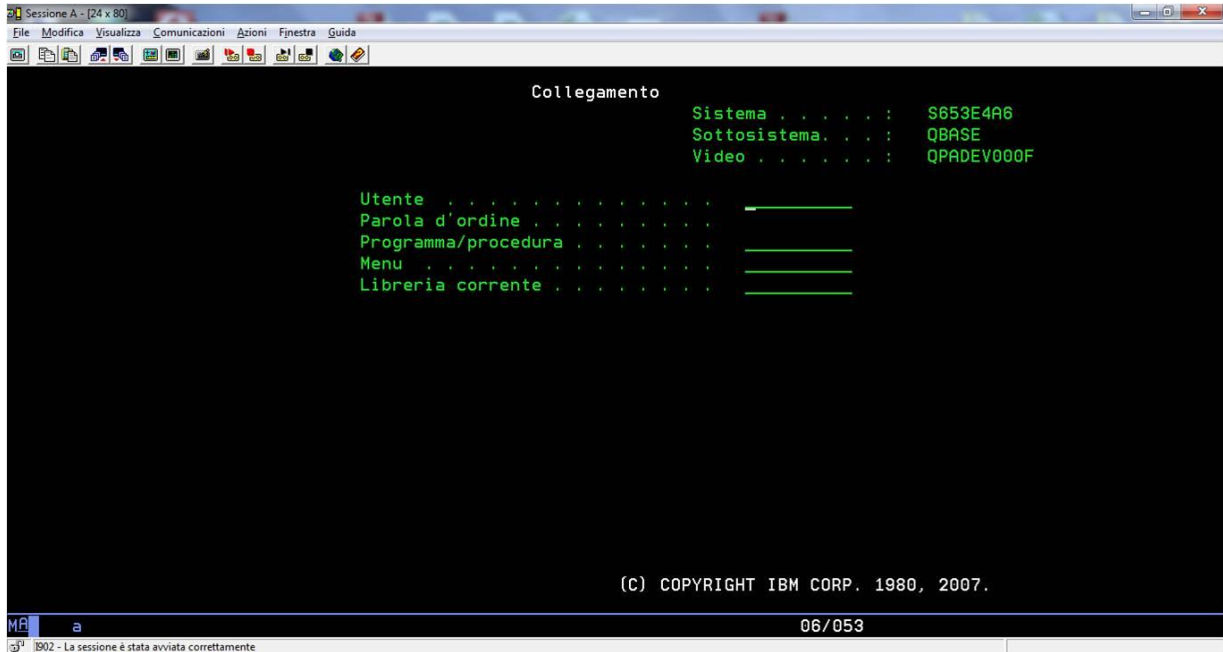 Sessione A - [24 x 80]
File Modifica Visualizza Comunicazioni Azioni Finestra Guida
Collegamento
Sistema . . . . . : S653E4A6
Sottosistema. . . : QBASE
Video . . . . . . : QPADEV000F
Utente . . . . . . . . . . . . .
Parola d'ordine . . . . . . . . .
Programma/procedura . . . . . . .
Menu . . . . . . . . . . . . . .
Libreria corrente . . . . . . . .
(C) COPYRIGHT IBM CORP. 1980, 2007.
MA a 06/053
I902 - La sessione è stata avviata correttamente